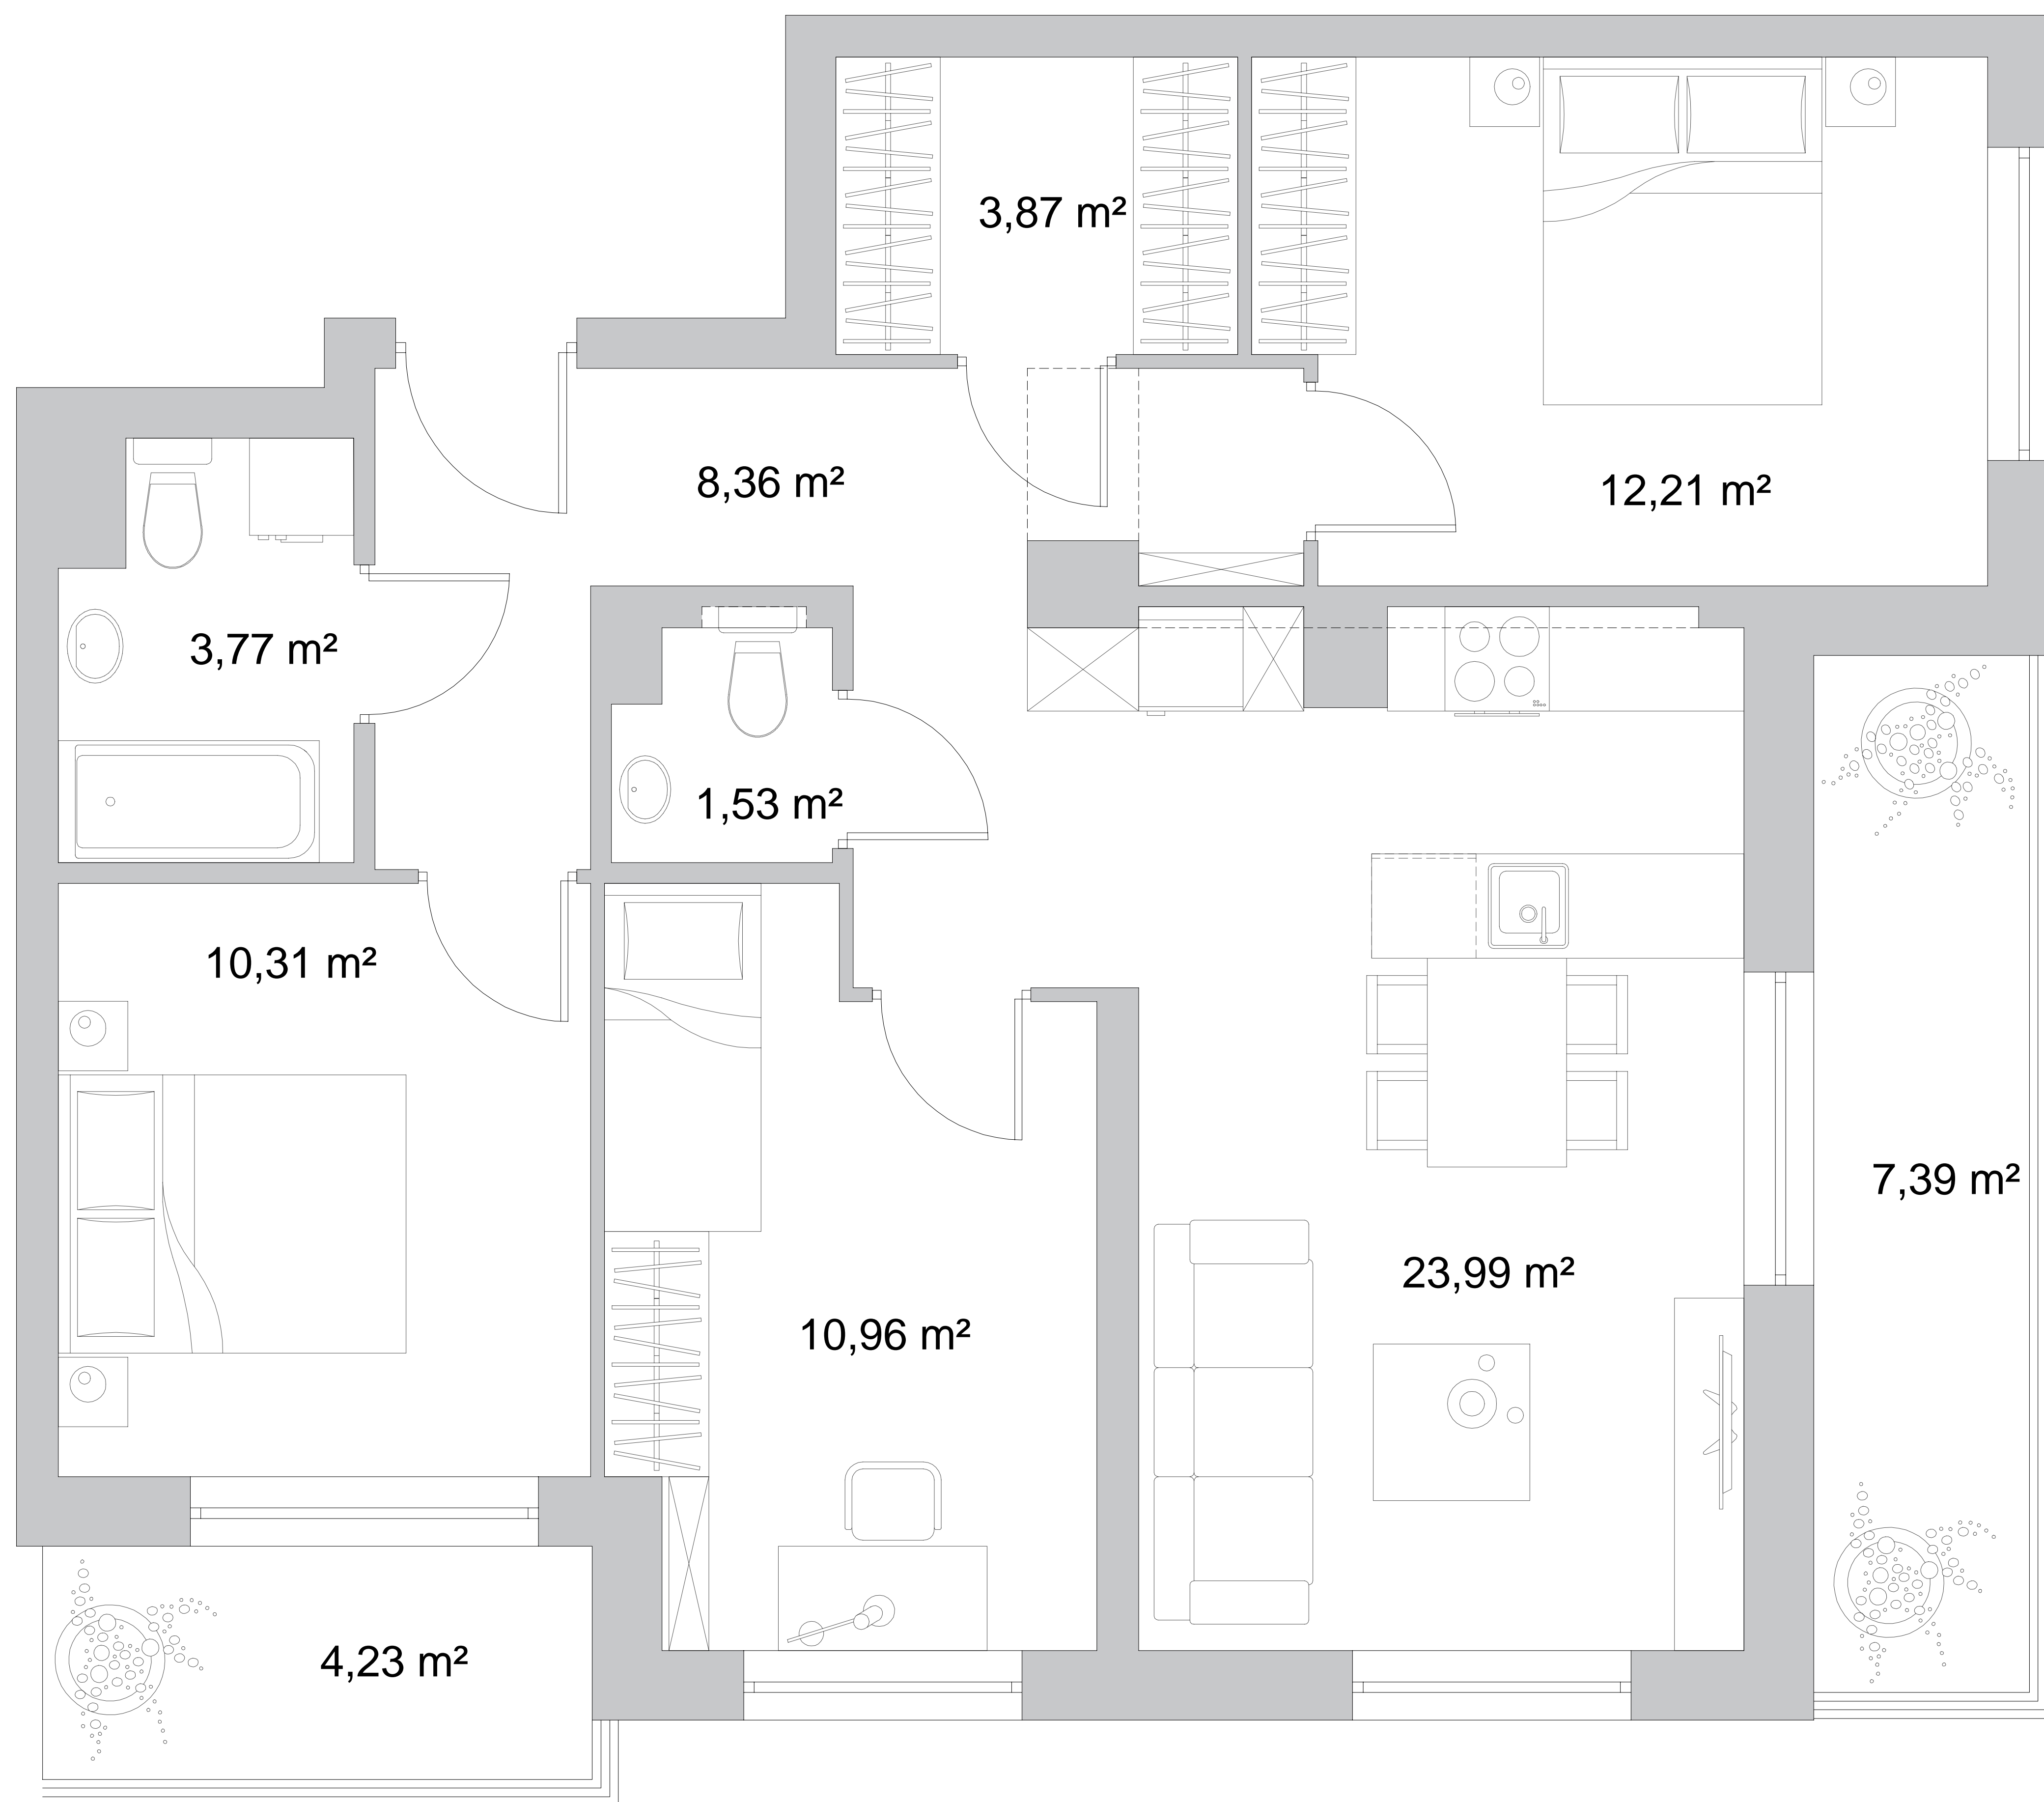 3,87 m²
8,36 m²
12,21 m²
3,77 m²
1,53 m²
10,31 m²
7,39 m²
23,99 m²
10,96 m²
4,23 m²